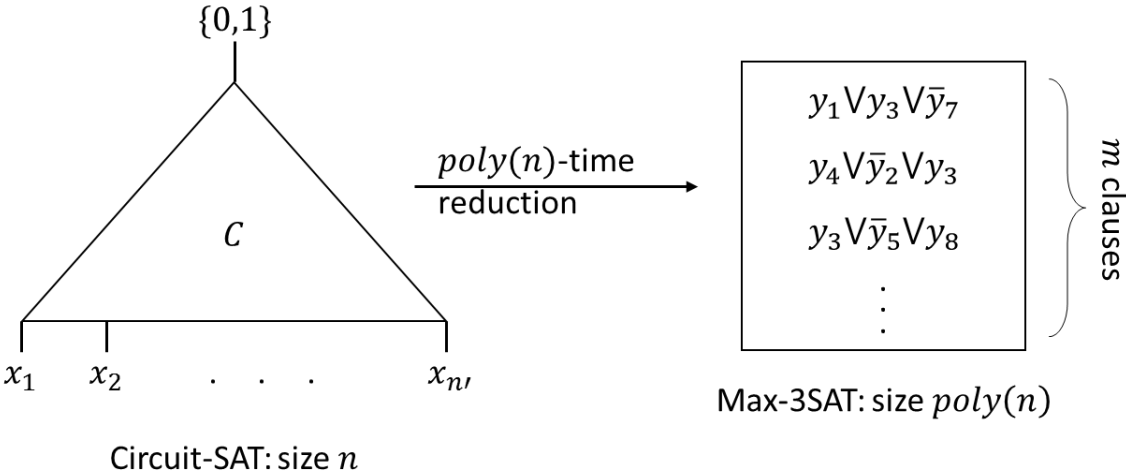 {0,1}
C
x₁ x₂ . . . xₙ′
Circuit-SAT: size n
poly(n)-time
reduction
y₁∨y₃∨ȳ₇
y₄∨ȳ₂∨y₃
y₃∨ȳ₅∨y₈
.
.
.
m clauses
Max-3SAT: size poly(n)